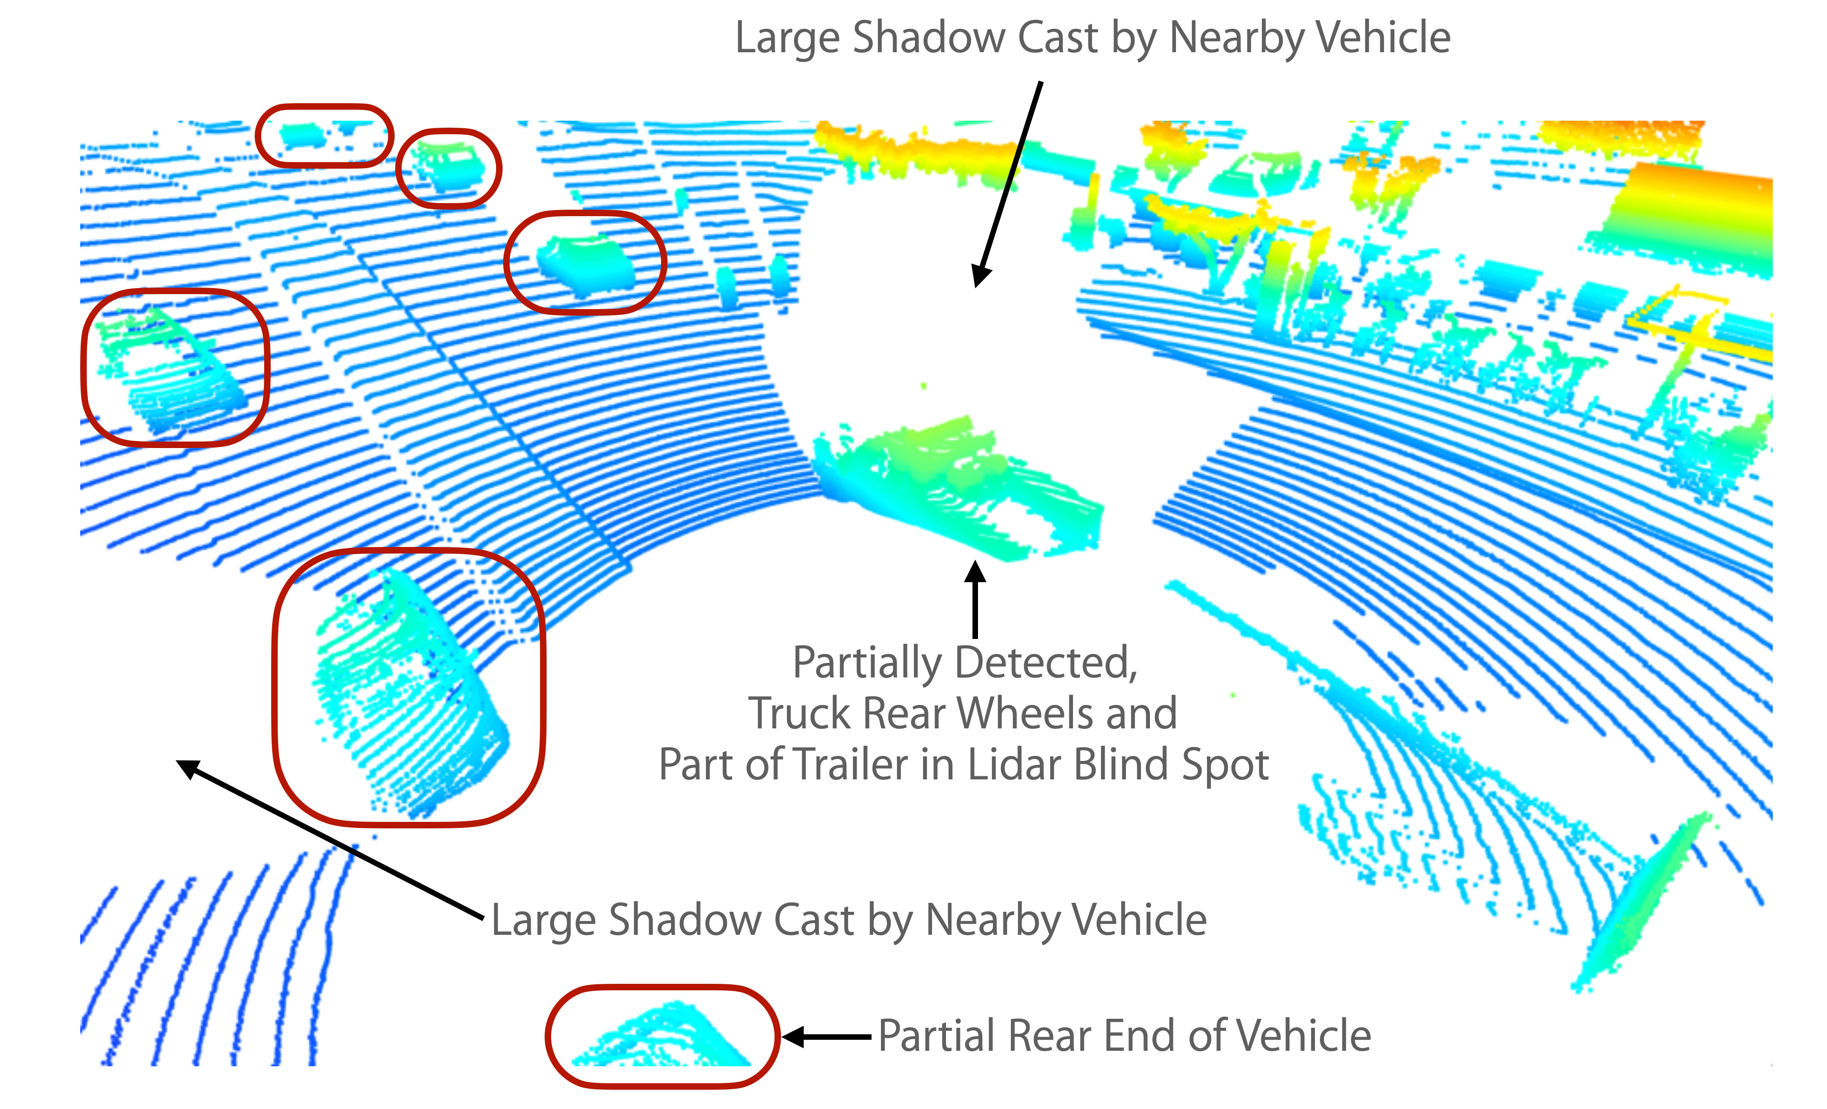 Large Shadow Cast by Nearby Vehicle
Partially Detected,
Truck Rear Wheels and
Part of Trailer in Lidar Blind Spot
Large Shadow Cast by Nearby Vehicle
Partial Rear End of Vehicle